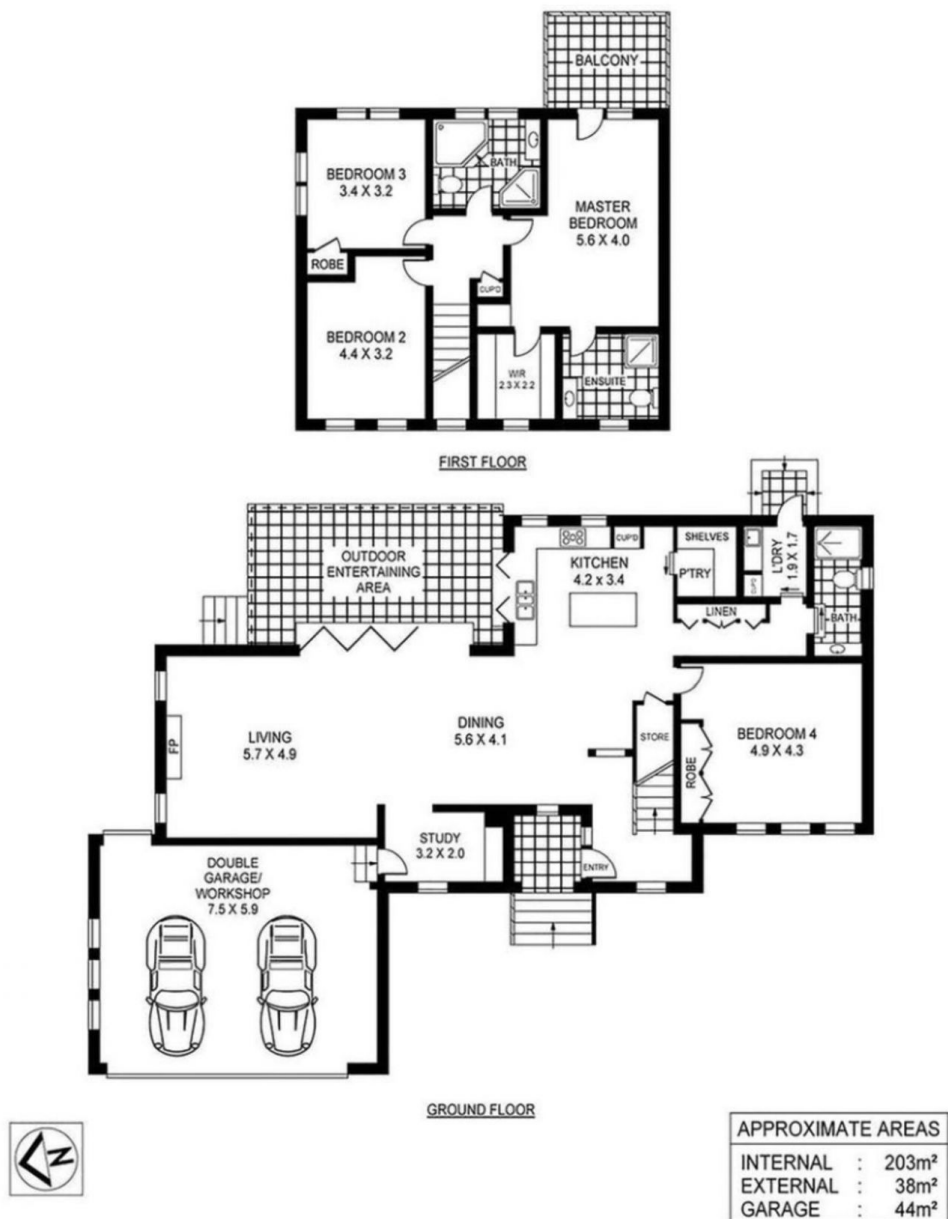 BALCONY
BEDROOM 3
3.4 X 3.2
BATH
MASTER
BEDROOM
5.6 X 4.0
ROBE
CUP'D
BEDROOM 2
4.4 X 3.2
WIR
2.3 X 2.2
ENSUITE
FIRST FLOOR
OUTDOOR
ENTERTAINING
AREA
KITCHEN
4.2 x 3.4
CUP'D
SHELVES
P'TRY
L'DRY
1.9 X 1.7
CUP'D
LINEN
BATH
LIVING
5.7 X 4.9
FP
DINING
5.6 X 4.1
STORE
ROBE
BEDROOM 4
4.9 X 4.3
STUDY
3.2 X 2.0
ENTRY
DOUBLE
GARAGE/
WORKSHOP
7.5 X 5.9
GROUND FLOOR
N
APPROXIMATE AREAS
INTERNAL : 203m²
EXTERNAL : 38m²
GARAGE : 44m²